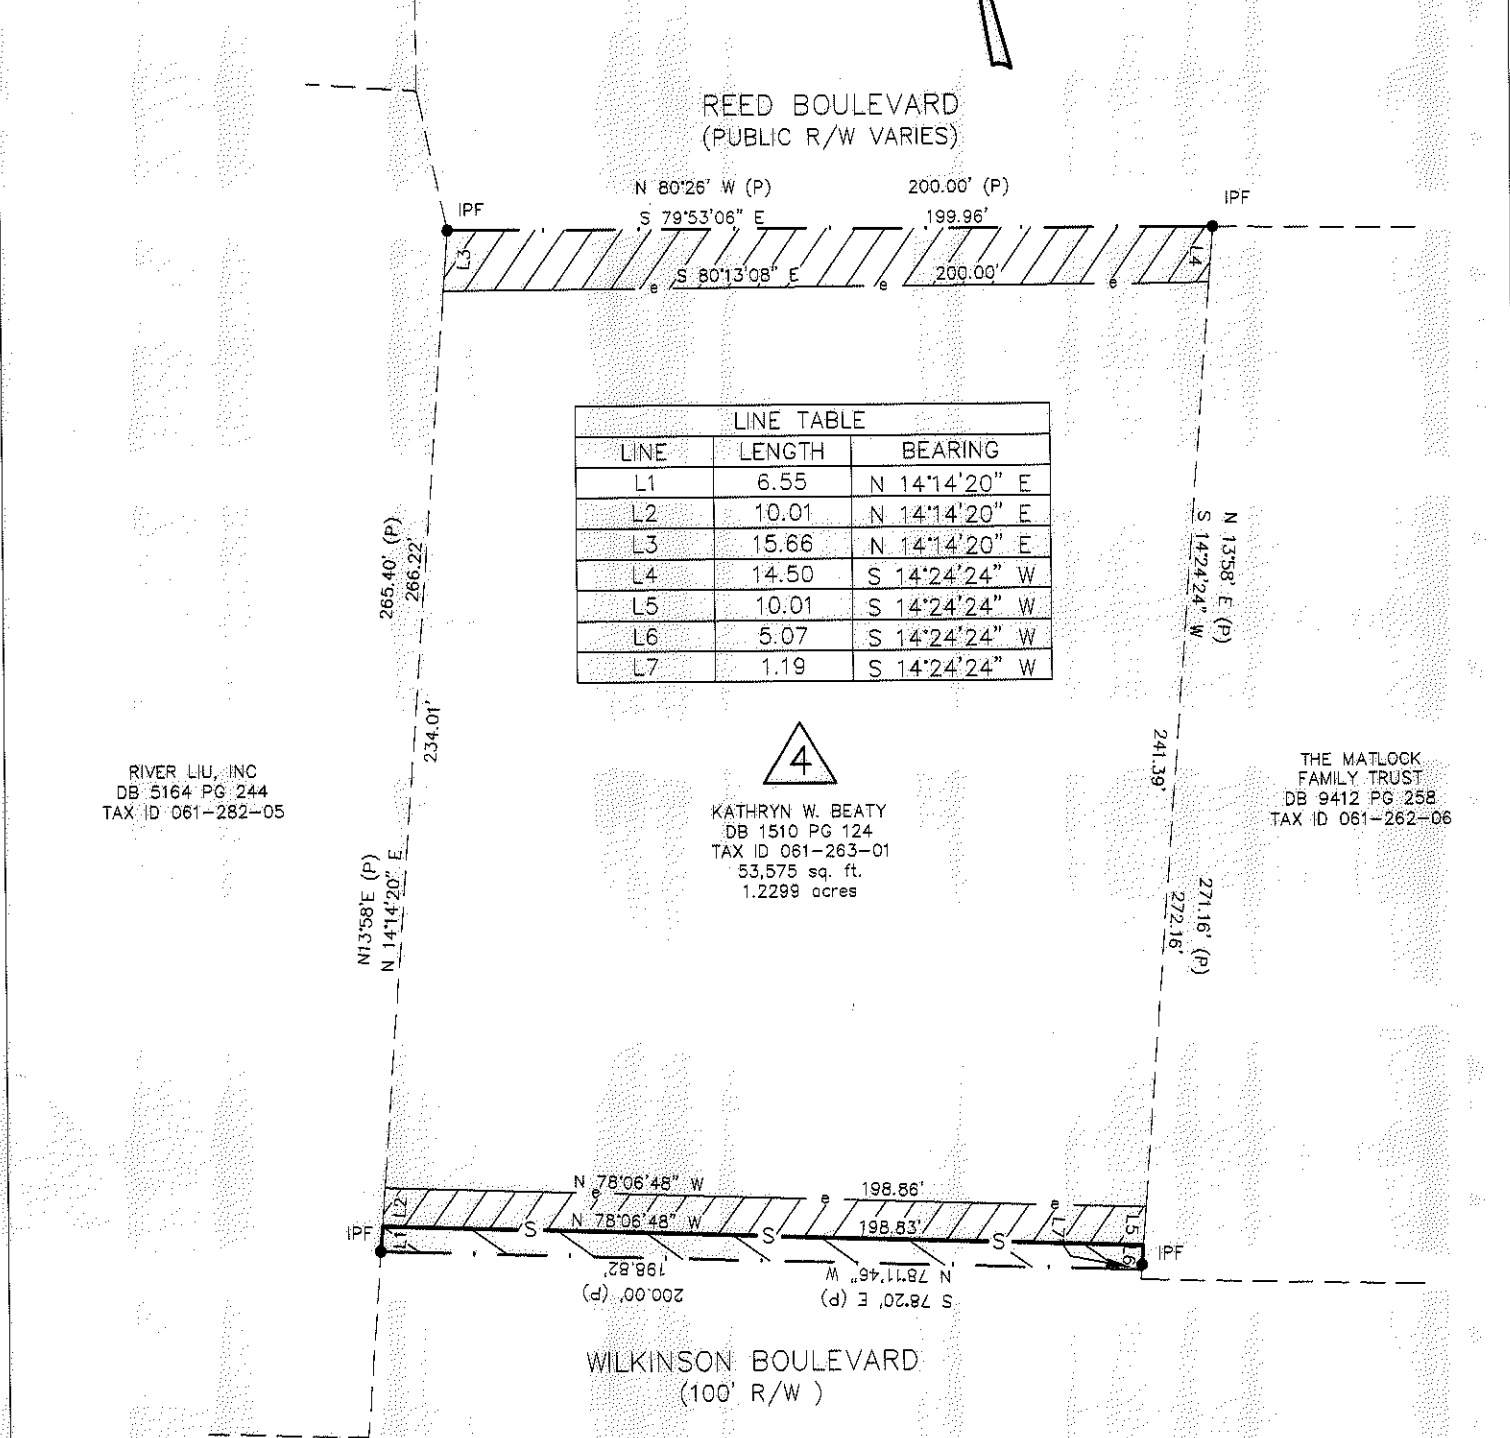 REED BOULEVARD
(PUBLIC R/W VARIES)
N 80°26' W (P)
200.00' (P)
IPF
S 79°53'06" E
199.96'
IPF
L3
L4
S 80°13'08" E
200.00'
e
e
e
LINE TABLE
LINE LENGTH BEARING
L1 6.55 N 14°14'20" E
L2 10.01 N 14°14'20" E
L3 15.66 N 14°14'20" E
L4 14.50 S 14°24'24" W
L5 10.01 S 14°24'24" W
L6 5.07 S 14°24'24" W
L7 1.19 S 14°24'24" W
265.40' (P)
266.22'
N 13°58' E (P)
S 14°24'24" W
234.01'
241.39'
4
RIVER LIU, INC
DB 5164 PG 244
TAX ID 061-282-05
KATHRYN W. BEATY
DB 1510 PG 124
TAX ID 061-263-01
53,575 sq. ft.
1.2299 acres
THE MATLOCK
FAMILY TRUST
DB 9412 PG 258
TAX ID 061-262-06
N13°58'E (P)
N 14°14'20" E
271.16' (P)
272.16'
N 78°06'48" W
198.86'
e
e
e
L2
L5
L7
N 78°06'48" W
198.83'
S
S
S
IPF
L1
L6
IPF
198.82'
N 78°11'46" W
200.00' (P)
S 78°20' E (P)
WILKINSON BOULEVARD
(100' R/W )